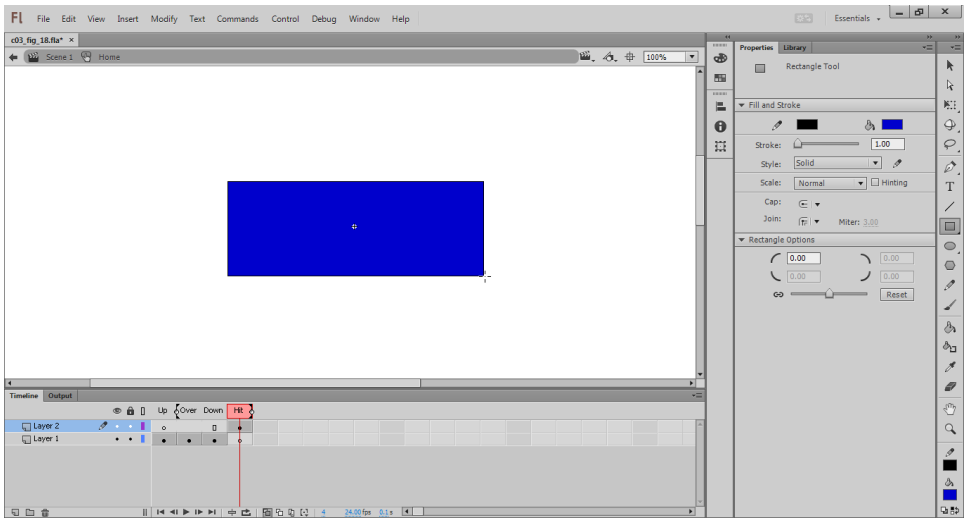 Fl File Edit View Insert Modify Text Commands Control Debug Window Help Essentials
c03_fig_18.fla* ×
Scene 1 Home 100%
Properties Library
Rectangle Tool
Fill and Stroke
Stroke: 1.00
Style: Solid
Scale: Normal Hinting
Cap:
Join: Miter: 3.00
Rectangle Options
0.00 0.00
0.00 0.00
Reset
T
Timeline Output
Up Over Down Hit
Layer 2
Layer 1
4 24.00 fps 0.1 s